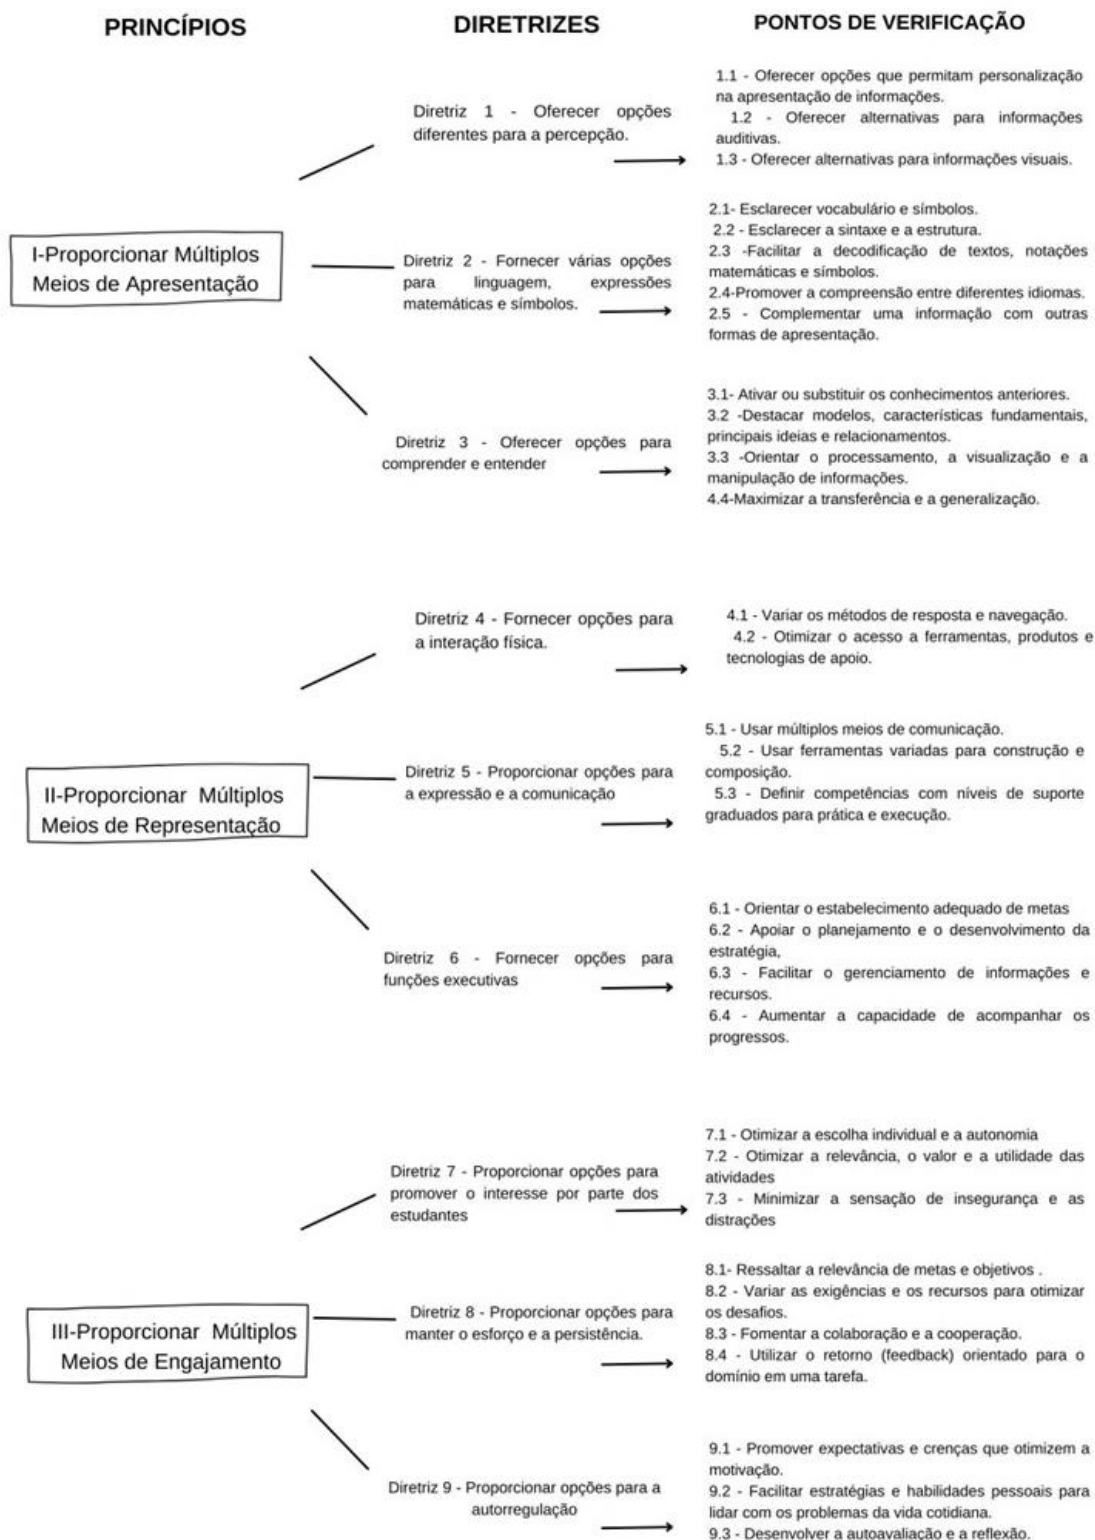 PRINCÍPIOS
DIRETRIZES
PONTOS DE VERIFICAÇÃO
I-Proporcionar Múltiplos
Meios de Apresentação
Diretriz 1 - Oferecer opções
diferentes para a percepção.
1.1 - Oferecer opções que permitam personalização
na apresentação de informações.
1.2 - Oferecer alternativas para informações
auditivas.
1.3 - Oferecer alternativas para informações visuais.
Diretriz 2 - Fornecer várias opções
para linguagem, expressões
matemáticas e símbolos.
2.1- Esclarecer vocabulário e símbolos.
2.2 - Esclarecer a sintaxe e a estrutura.
2.3 -Facilitar a decodificação de textos, notações
matemáticas e símbolos.
2.4-Promover a compreensão entre diferentes idiomas.
2.5 - Complementar uma informação com outras
formas de apresentação.
Diretriz 3 - Oferecer opções para
comprender e entender
3.1- Ativar ou substituir os conhecimentos anteriores.
3.2 -Destacar modelos, características fundamentais,
principais ideias e relacionamentos.
3.3 -Orientar o processamento, a visualização e a
manipulação de informações.
4.4-Maximizar a transferência e a generalização.
II-Proporcionar Múltiplos
Meios de Representação
Diretriz 4 - Fornecer opções para
a interação física.
4.1 - Variar os métodos de resposta e navegação.
4.2 - Otimizar o acesso a ferramentas, produtos e
tecnologias de apoio.
Diretriz 5 - Proporcionar opções para
a expressão e a comunicação
5.1 - Usar múltiplos meios de comunicação.
5.2 - Usar ferramentas variadas para construção e
composição.
5.3 - Definir competências com níveis de suporte
graduados para prática e execução.
Diretriz 6 - Fornecer opções para
funções executivas
6.1 - Orientar o estabelecimento adequado de metas
6.2 - Apoiar o planejamento e o desenvolvimento da
estratégia,
6.3 - Facilitar o gerenciamento de informações e
recursos.
6.4 - Aumentar a capacidade de acompanhar os
progressos.
III-Proporcionar Múltiplos
Meios de Engajamento
Diretriz 7 - Proporcionar opções para
promover o interesse por parte dos
estudantes
7.1 - Otimizar a escolha individual e a autonomia
7.2 - Otimizar a relevância, o valor e a utilidade das
atividades
7.3 - Minimizar a sensação de insegurança e as
distrações
Diretriz 8 - Proporcionar opções para
manter o esforço e a persistência.
8.1- Ressaltar a relevância de metas e objetivos .
8.2 - Variar as exigências e os recursos para otimizar
os desafios.
8.3 - Fomentar a colaboração e a cooperação.
8.4 - Utilizar o retorno (feedback) orientado para o
domínio em uma tarefa.
Diretriz 9 - Proporcionar opções para a
autorregulação
9.1 - Promover expectativas e crenças que otimizem a
motivação.
9.2 - Facilitar estratégias e habilidades pessoais para
lidar com os problemas da vida cotidiana.
9.3 - Desenvolver a autoavaliação e a reflexão.